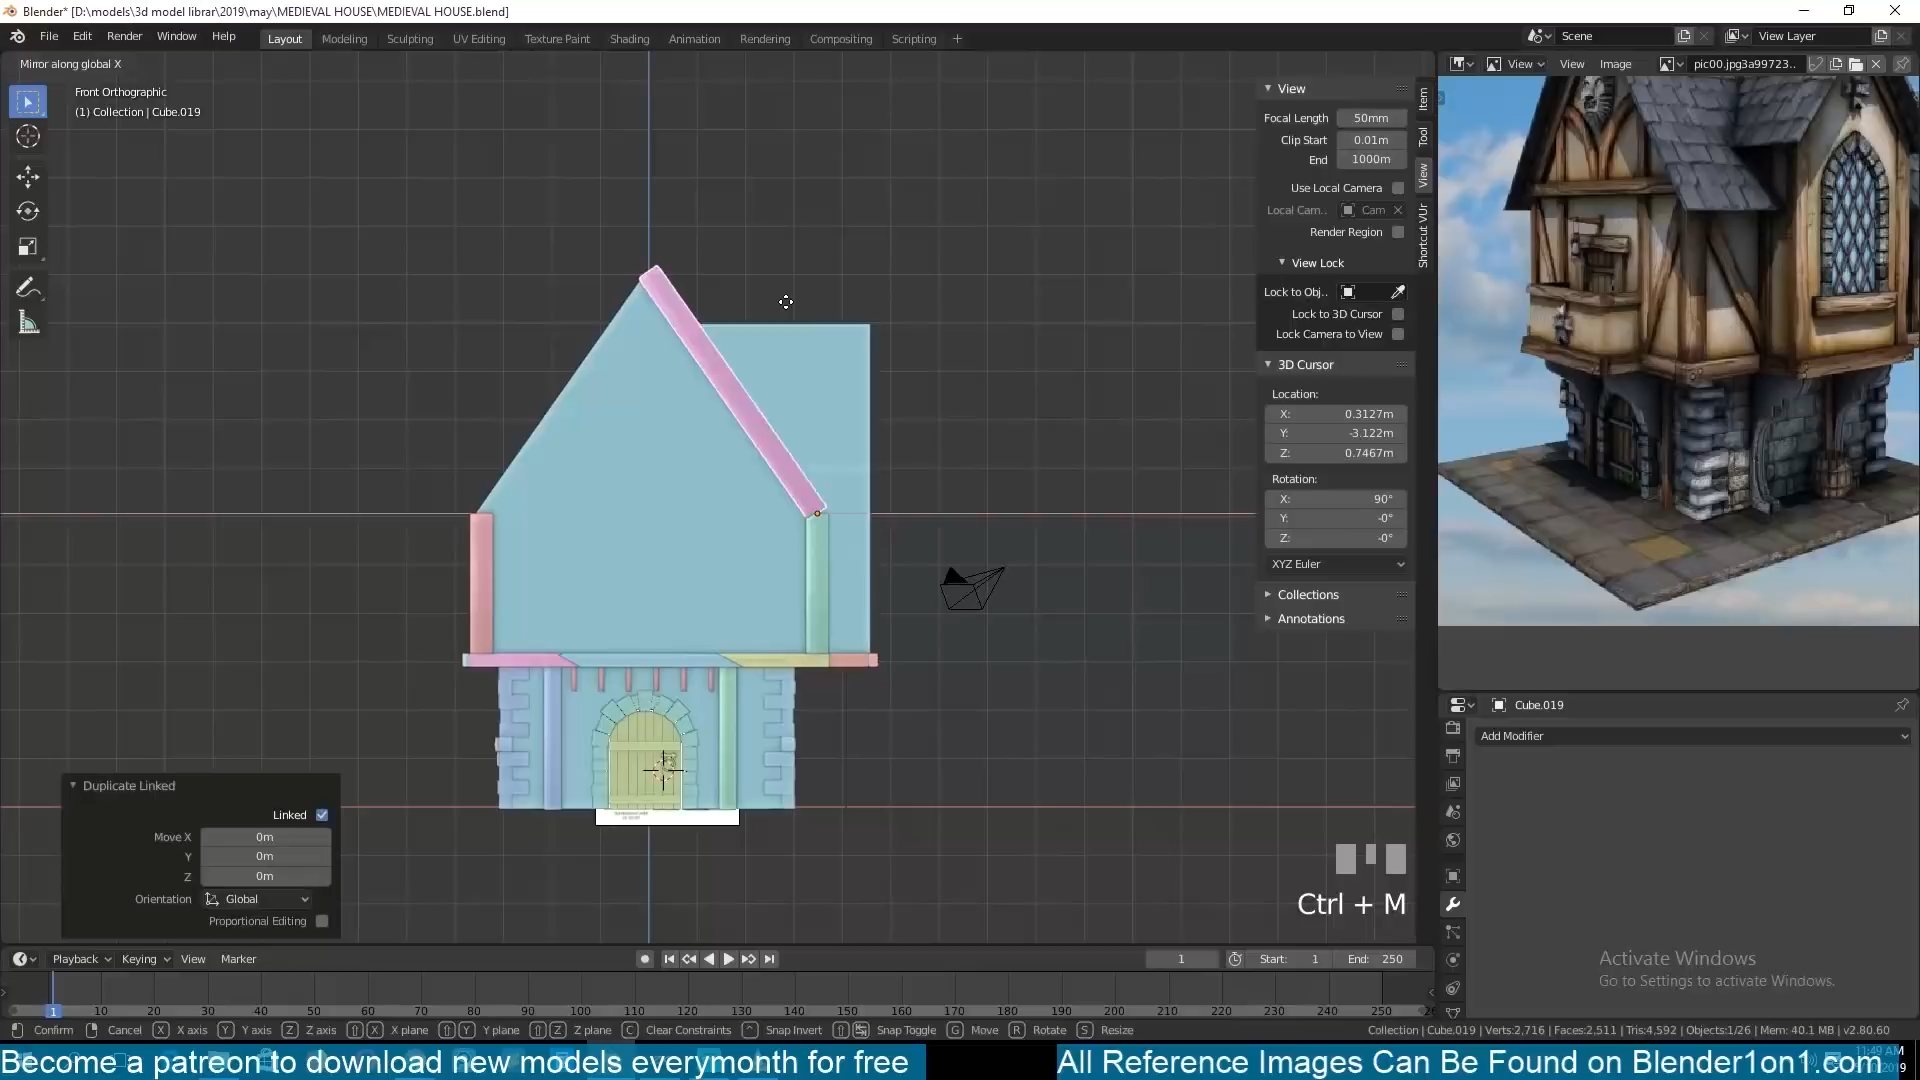 Blender* [D:\models\3d model librar\2019\may\MEDIEVAL HOUSE\MEDIEVAL HOUSE.blend]
File Edit Render Window Help Layout Modeling Sculpting UV Editing Texture Paint Shading Animation Rendering Compositing Scripting + Scene View Layer
Mirror along global X
View View Image pic00.jpg3a99723..
Front Orthographic
(1) Collection | Cube.019
View
Focal Length 50mm
Clip Start 0.01m
End 1000m
Use Local Camera
Local Cam.. Cam
Render Region
View Lock
Lock to Obj..
Lock to 3D Cursor
Lock Camera to View
3D Cursor
Location:
X: 0.3127m
Y: -3.122m
Z: 0.7467m
Rotation:
X: 90°
Y: -0°
Z: -0°
XYZ Euler
Collections
Annotations
Item
Tool
View
Shortcut VUr
Cube.019
Add Modifier
Duplicate Linked
Linked
Move X 0m
Y 0m
Z 0m
Orientation Global
Proportional Editing
Ctrl + M
Activate Windows
Go to Settings to activate Windows.
Playback Keying View Marker 1 Start: 1 End: 250
1 10 20 30 40 50 60 70 80 90 100 110 120 130 140 150 160 170 180 190 200 210 220 230 240 250
Confirm Cancel X X axis Y Y axis Z Z axis X X plane Y Y plane Z Z plane C Clear Constraints Snap Invert Snap Toggle G Move R Rotate S Resize Collection | Cube.019 | Verts:2,716 | Faces:2,511 | Tris:4,592 | Objects:1/26 | Mem: 40.1 MB | v2.80.60
Become a patreon to download new models everymonth for free
All Reference Images Can Be Found on Blender1on1.com